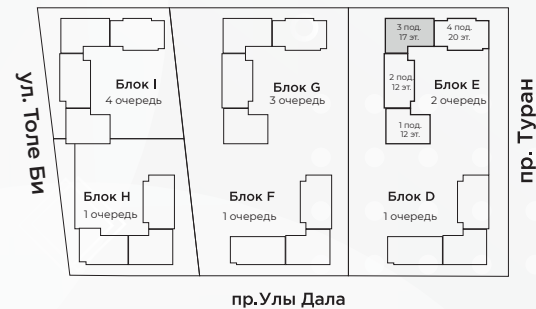 3 под.
17 эт.
4 под.
20 эт.
Блок I
4 очередь
Блок G
3 очередь
2 под.
12 эт.
Блок E
2 очередь
1 под.
12 эт.
ул. Толе Би
пр. Туран
Блок H
1 очередь
Блок F
1 очередь
Блок D
1 очередь
пр.Улы Дала